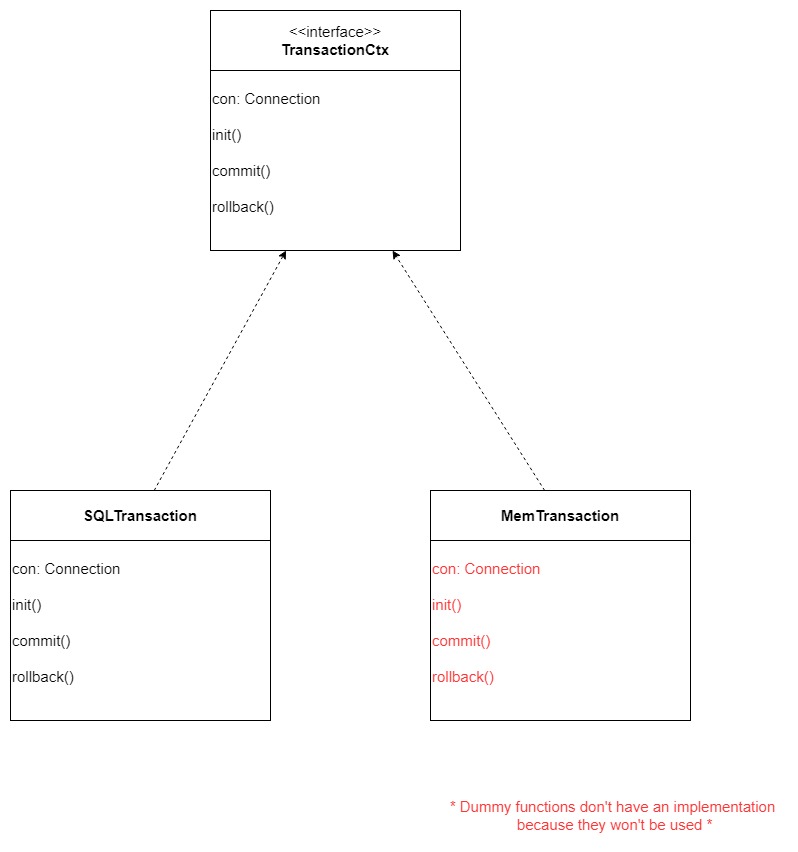 <<interface>>
TransactionCtx
con: Connection
init()
commit()
rollback()
SQLTransaction
con: Connection
init()
commit()
rollback()
MemTransaction
con: Connection
init()
commit()
rollback()
* Dummy functions don't have an implementation
because they won't be used *